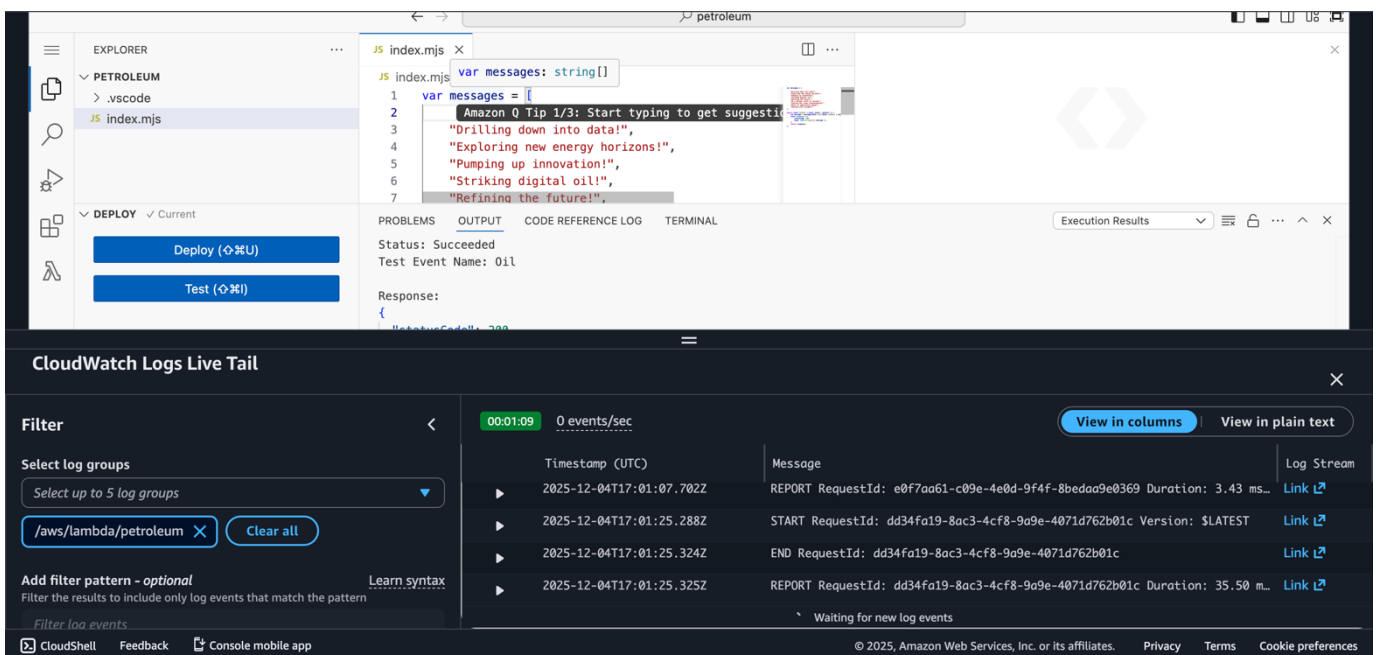 petroleum
EXPLORER
PETROLEUM
.vscode
JS index.mjs
DEPLOY ✓ Current
Deploy (⇧⌘U)
Test (⇧⌘I)
JS index.mjs ×
JS index.mjs
var messages: string[]
1 var messages = [
2 Amazon Q Tip 1/3: Start typing to get suggestio
3 "Drilling down into data!",
4 "Exploring new energy horizons!",
5 "Pumping up innovation!",
6 "Striking digital oil!",
7 "Refining the future!",
PROBLEMS OUTPUT CODE REFERENCE LOG TERMINAL
Execution Results
Status: Succeeded
Test Event Name: Oil
Response:
{
"statusCode": 200
CloudWatch Logs Live Tail
Filter
Select log groups
Select up to 5 log groups
/aws/lambda/petroleum
Clear all
Add filter pattern - optional
Learn syntax
Filter the results to include only log events that match the pattern
Filter log events
00:01:09 0 events/sec
View in columns View in plain text
Timestamp (UTC) Message Log Stream
2025-12-04T17:01:07.702Z REPORT RequestId: e0f7aa61-c09e-4e0d-9f4f-8bedaa9e0369 Duration: 3.43 ms… Link
2025-12-04T17:01:25.288Z START RequestId: dd34fa19-8ac3-4cf8-9a9e-4071d762b01c Version: $LATEST Link
2025-12-04T17:01:25.324Z END RequestId: dd34fa19-8ac3-4cf8-9a9e-4071d762b01c Link
2025-12-04T17:01:25.325Z REPORT RequestId: dd34fa19-8ac3-4cf8-9a9e-4071d762b01c Duration: 35.50 m… Link
Waiting for new log events
CloudShell Feedback Console mobile app
© 2025, Amazon Web Services, Inc. or its affiliates. Privacy Terms Cookie preferences